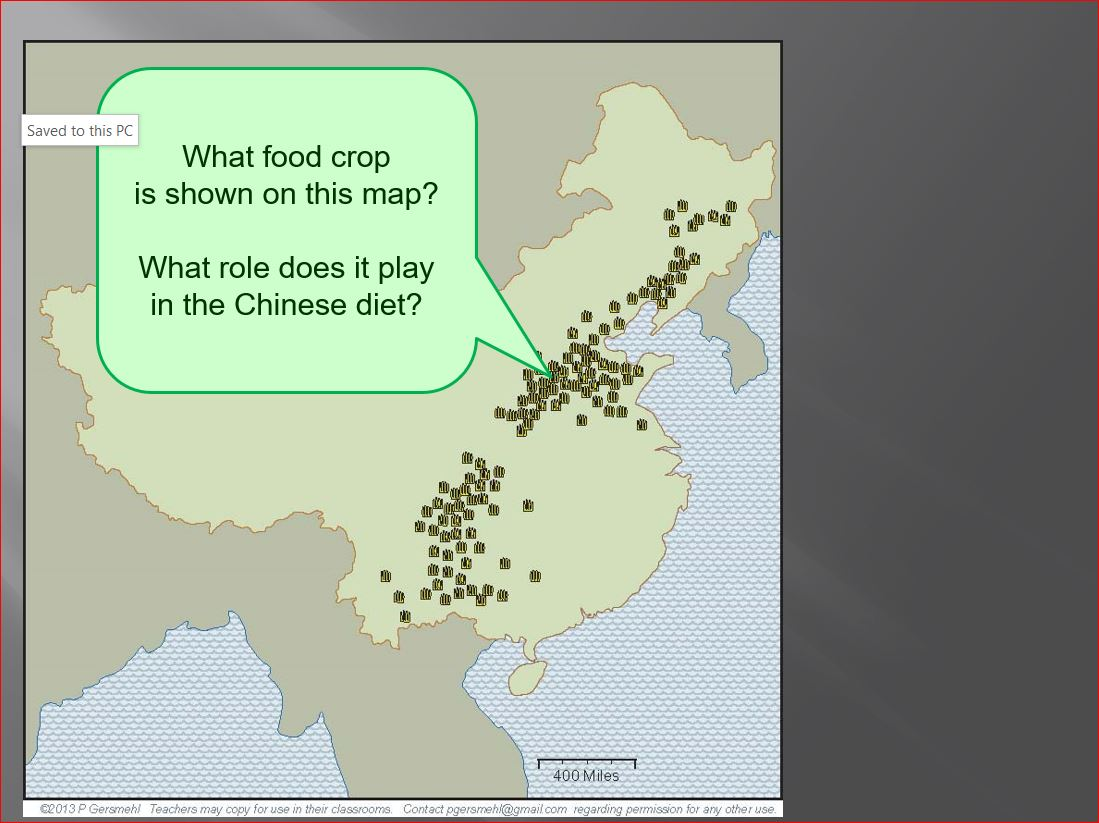 Saved to this PC
What food crop
is shown on this map?
What role does it play
in the Chinese diet?
400 Miles
©2013 P Gersmehl Teachers may copy for use in their classrooms. Contact pgersmehl@gmail.com regarding permission for any other use.